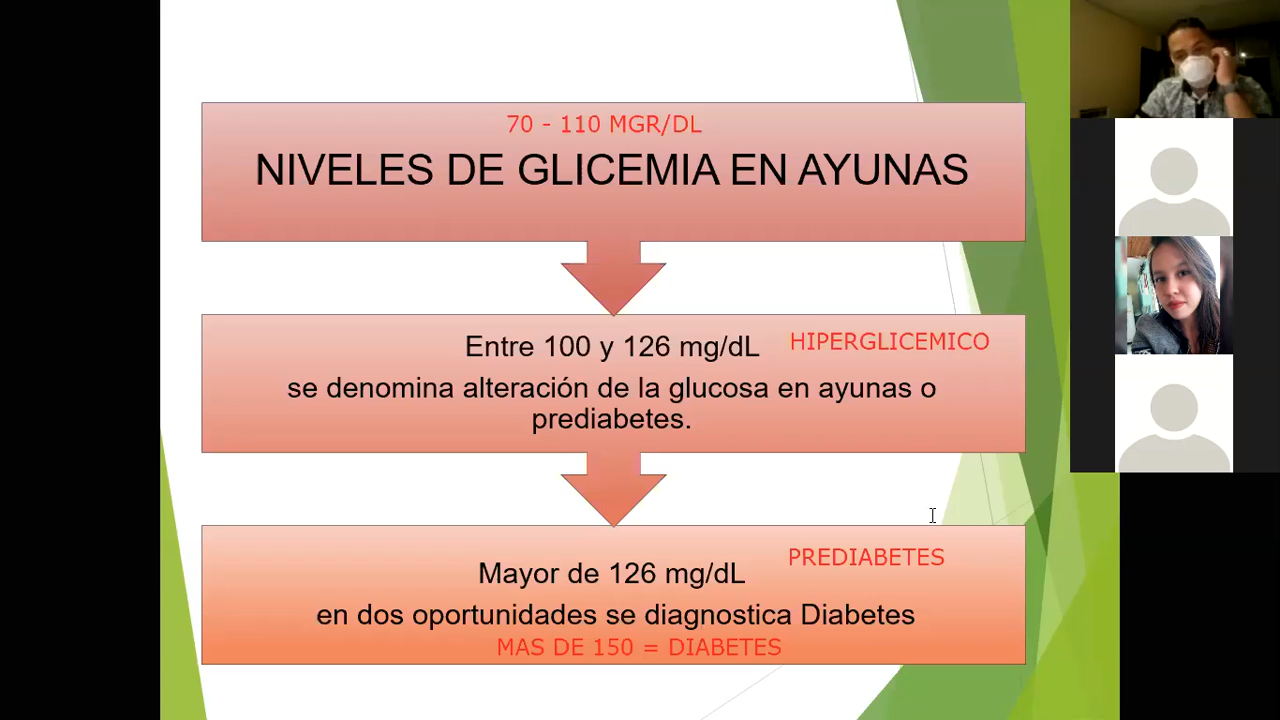 70 - 110 MGR/DL
NIVELES DE GLICEMIA EN AYUNAS
Entre 100 y 126 mg/dL
HIPERGLICEMICO
se denomina alteración de la glucosa en ayunas o
prediabetes.
PREDIABETES
Mayor de 126 mg/dL
en dos oportunidades se diagnostica Diabetes
MAS DE 150 = DIABETES